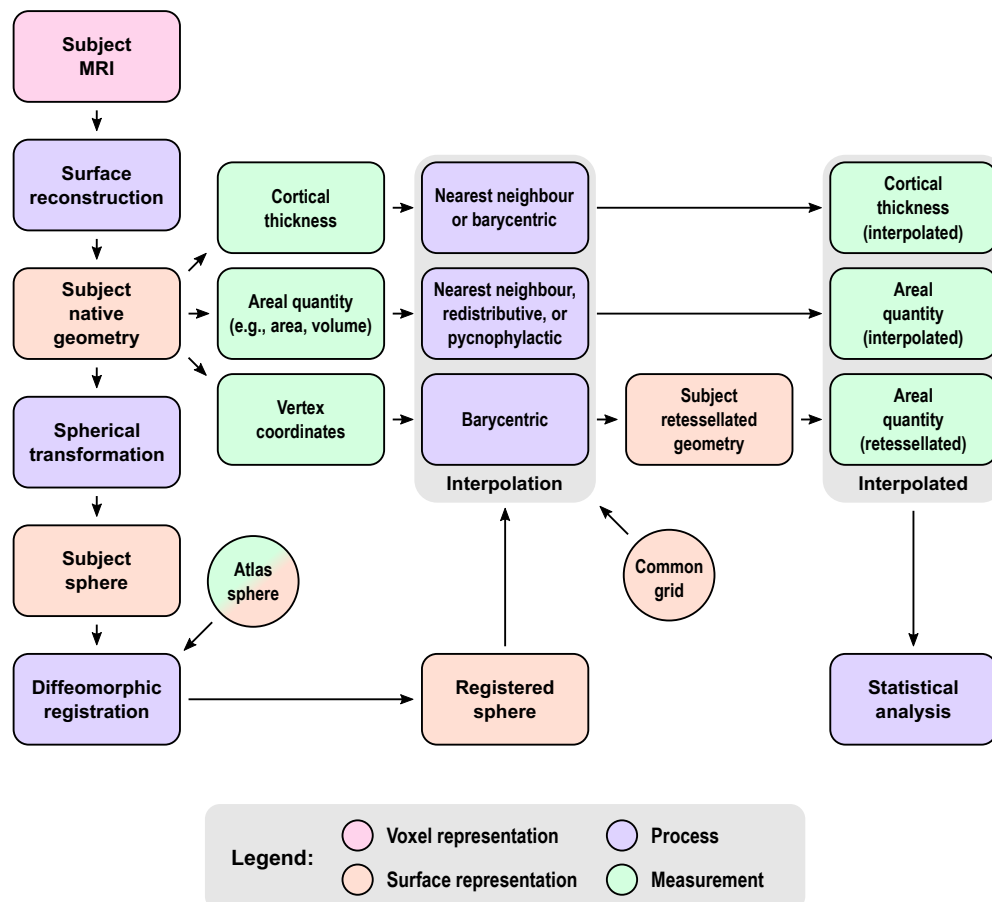 Subject
MRI
Surface
reconstruction
Subject
native
geometry
Spherical
transformation
Subject
sphere
Diffeomorphic
registration
Atlas
sphere
Cortical
thickness
Areal quantity
(e.g., area, volume)
Vertex
coordinates
Nearest neighbour
or barycentric
Nearest neighbour,
redistributive, or
pycnophylactic
Barycentric
Interpolation
Registered
sphere
Common
grid
Subject
retessellated
geometry
Cortical
thickness
(interpolated)
Areal
quantity
(interpolated)
Areal
quantity
(retessellated)
Interpolated
Statistical
analysis
Legend:
Voxel representation
Surface representation
Process
Measurement